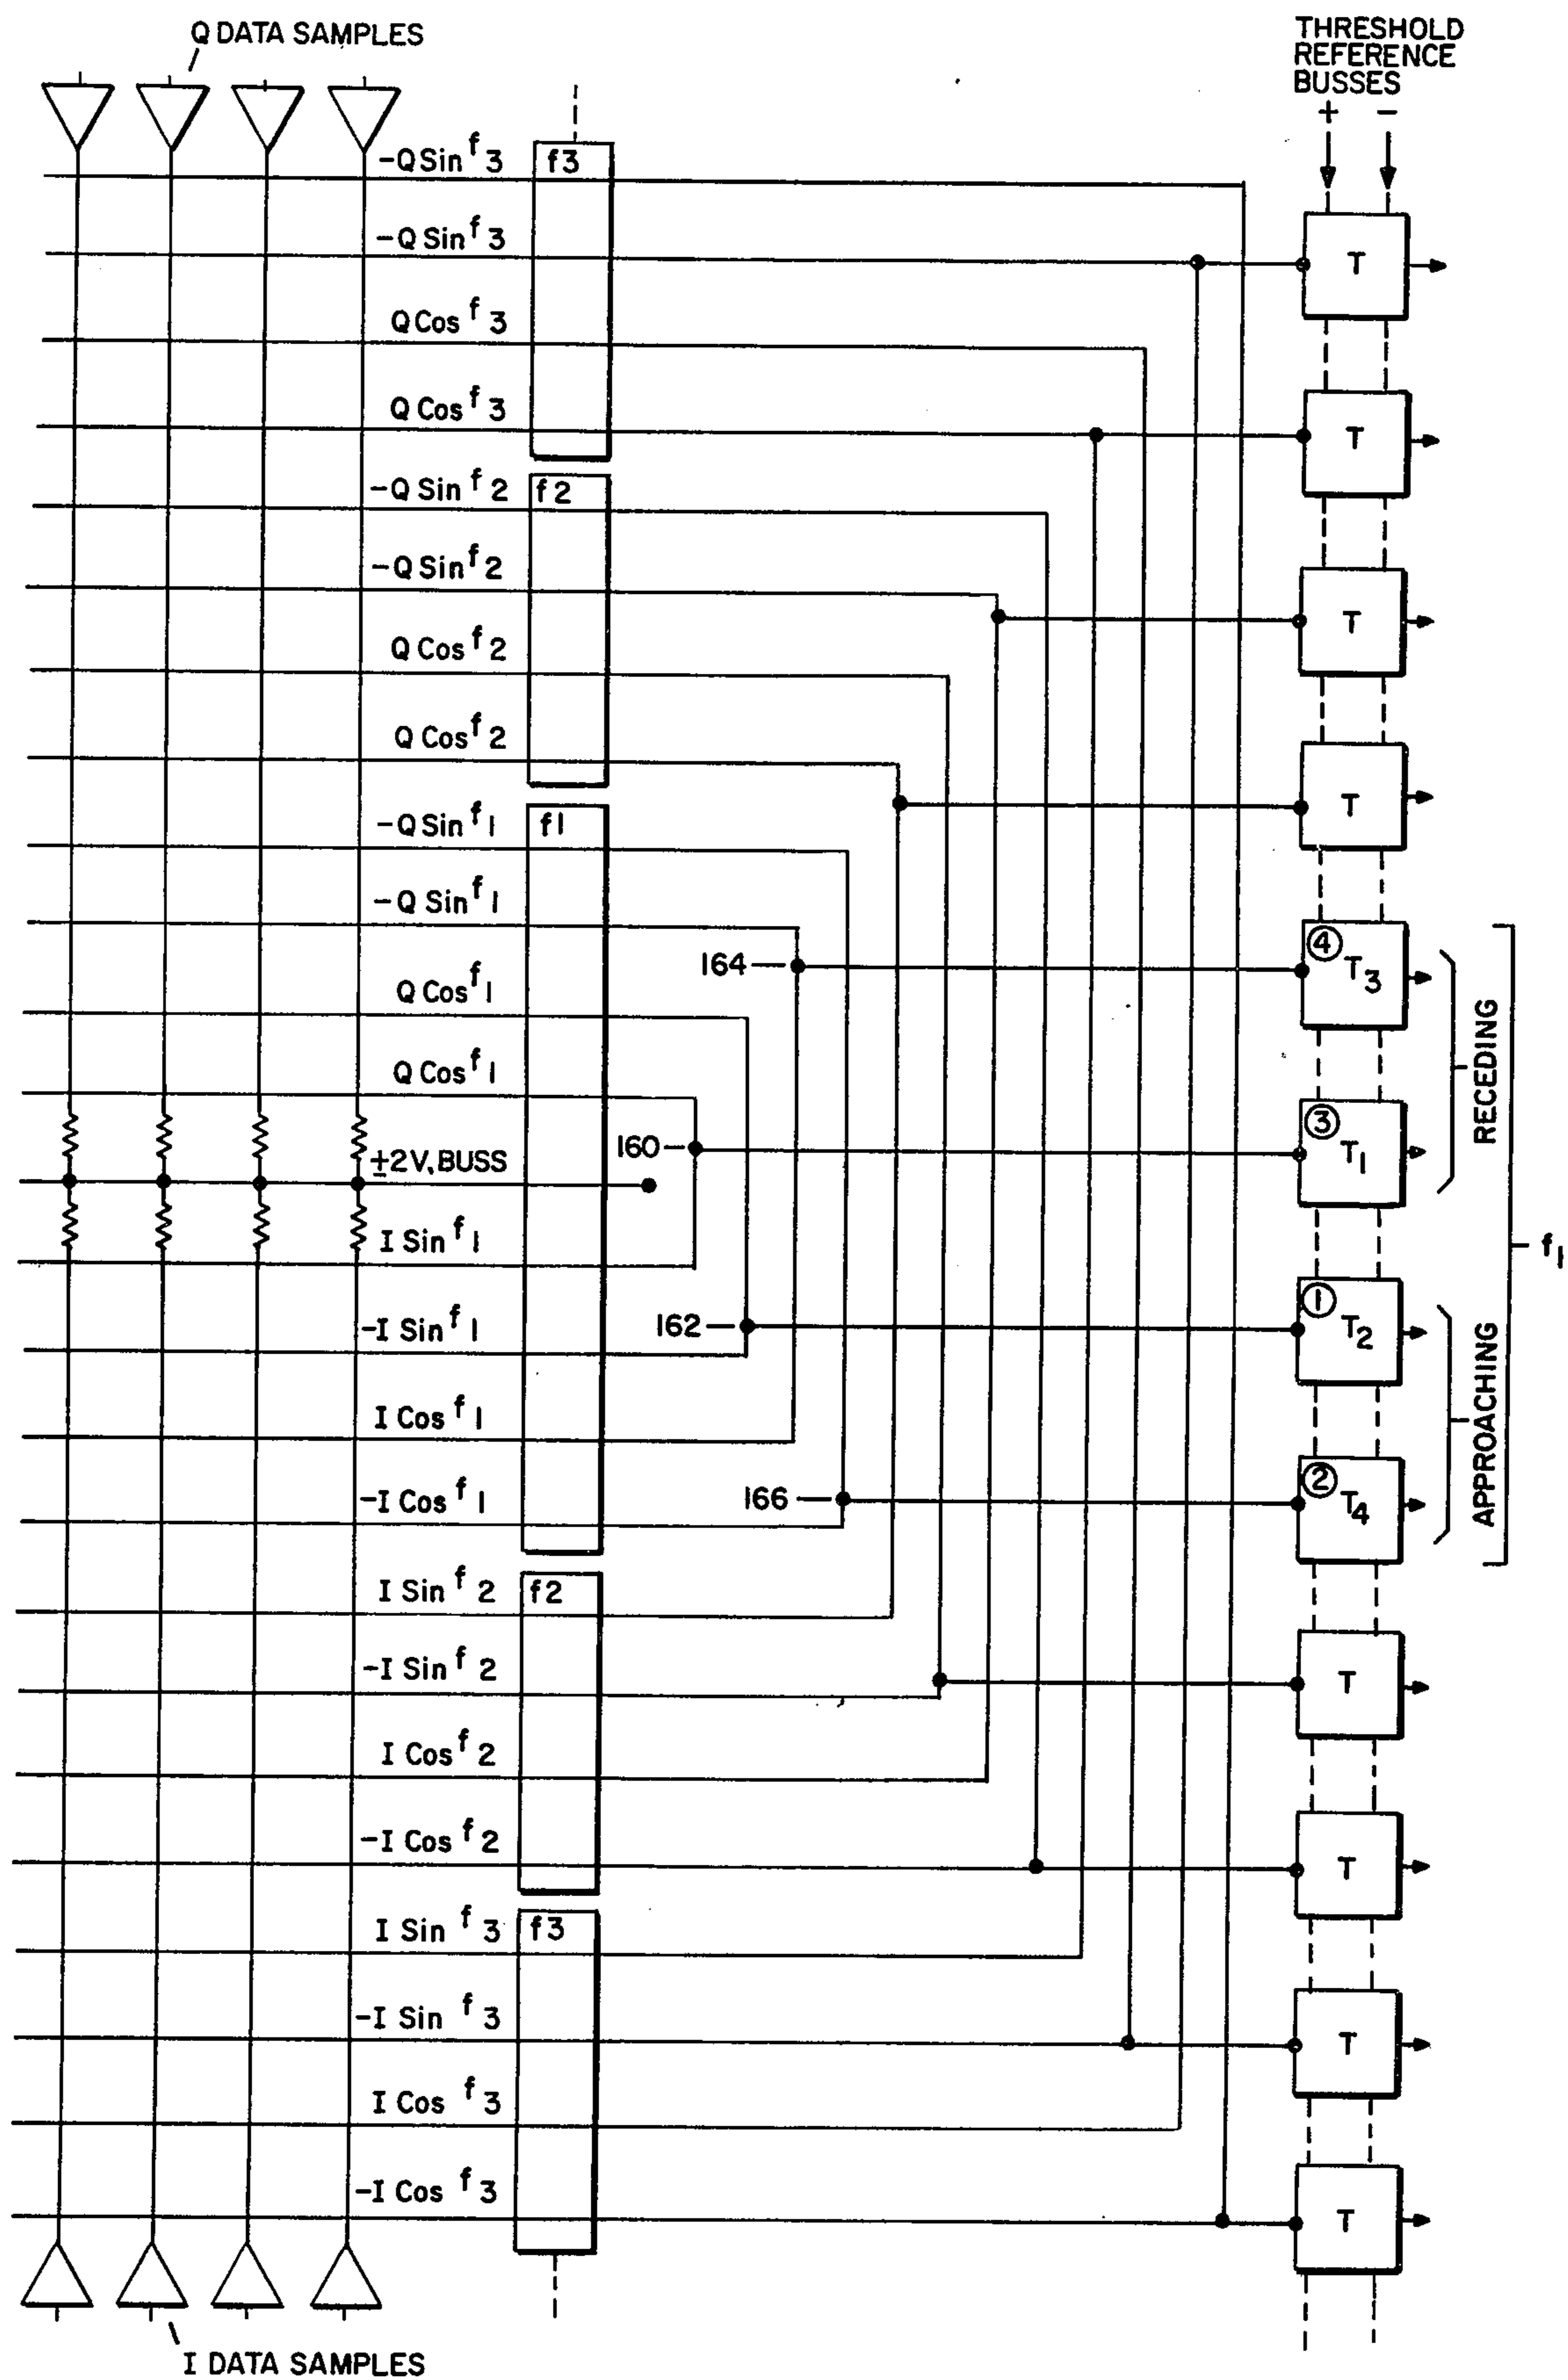 Q DATA SAMPLES
THRESHOLD
REFERENCE
BUSSES
+ -
-Q Sin f 3
f3
-Q Sin f 3
T
Q Cos f 3
Q Cos f 3
T
-Q Sin f 2
f2
-Q Sin f 2
T
Q Cos f 2
Q Cos f 2
T
-Q Sin f 1
f1
-Q Sin f 1
164
④ T3
Q Cos f 1
RECEDING
Q Cos f 1
160
③ T1
±2V, BUSS
I Sin f 1
f1
-I Sin f 1
162
① T2
I Cos f 1
APPROACHING
-I Cos f 1
166
② T4
I Sin f 2
f2
-I Sin f 2
T
I Cos f 2
-I Cos f 2
T
I Sin f 3
f3
-I Sin f 3
T
I Cos f 3
-I Cos f 3
T
I DATA SAMPLES